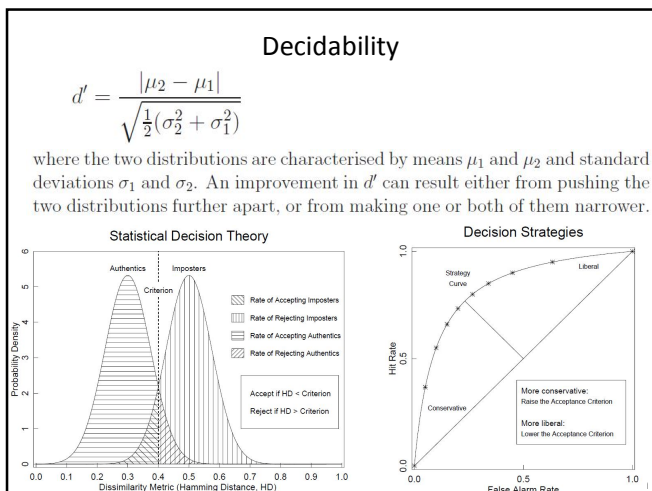 Decidability
d′ = |μ₂ − μ₁| / √(½(σ₂² + σ₁²))
where the two distributions are characterised by means μ₁ and μ₂ and standard
deviations σ₁ and σ₂. An improvement in d′ can result either from pushing the
two distributions further apart, or from making one or both of them narrower.
Statistical Decision Theory
Authentics
Imposters
Criterion
Rate of Accepting Imposters
Rate of Rejecting Imposters
Rate of Accepting Authentics
Rate of Rejecting Authentics
Accept if HD < Criterion
Reject if HD > Criterion
Probability Density
6
5
4
3
2
1
0
0.0 0.1 0.2 0.3 0.4 0.5 0.6 0.7 0.8 0.9 1.0
Dissimilarity Metric (Hamming Distance, HD)
Decision Strategies
Strategy
Curve
Liberal
Conservative
More conservative:
Raise the Acceptance Criterion
More liberal:
Lower the Acceptance Criterion
Hit Rate
1.0
0.5
0.0
0.0 0.5 1.0
False Alarm Rate